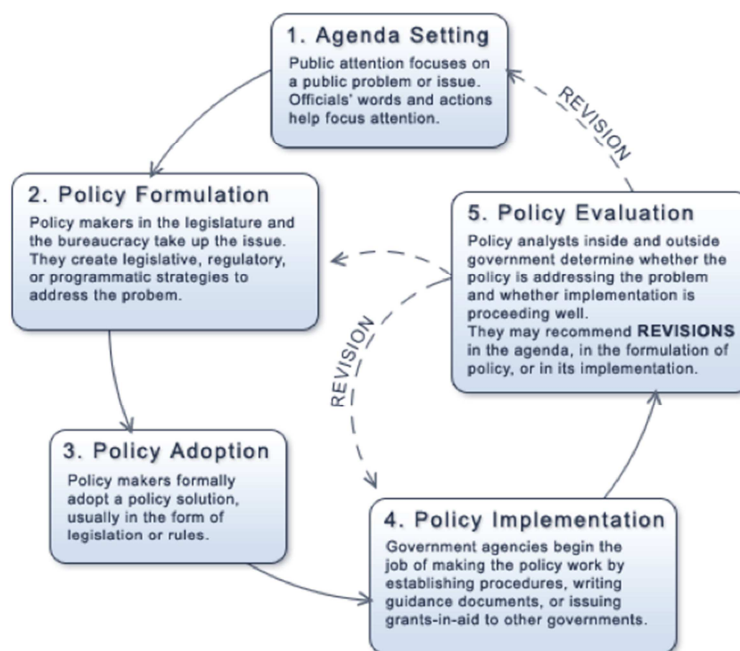 1. Agenda Setting
Public attention focuses on
a public problem or issue.
Officials' words and actions
help focus attention.
REVISION
2. Policy Formulation
Policy makers in the legislature and
the bureaucracy take up the issue.
They create legislative, regulatory,
or programmatic strategies to
address the probem.
5. Policy Evaluation
Policy analysts inside and outside
government determine whether the
policy is addressing the problem
and whether implementation is
proceeding well.
They may recommend REVISIONS
in the agenda, in the formulation of
policy, or in its implementation.
REVISION
3. Policy Adoption
Policy makers formally
adopt a policy solution,
usually in the form of
legislation or rules.
4. Policy Implementation
Government agencies begin the
job of making the policy work by
establishing procedures, writing
guidance documents, or issuing
grants-in-aid to other governments.